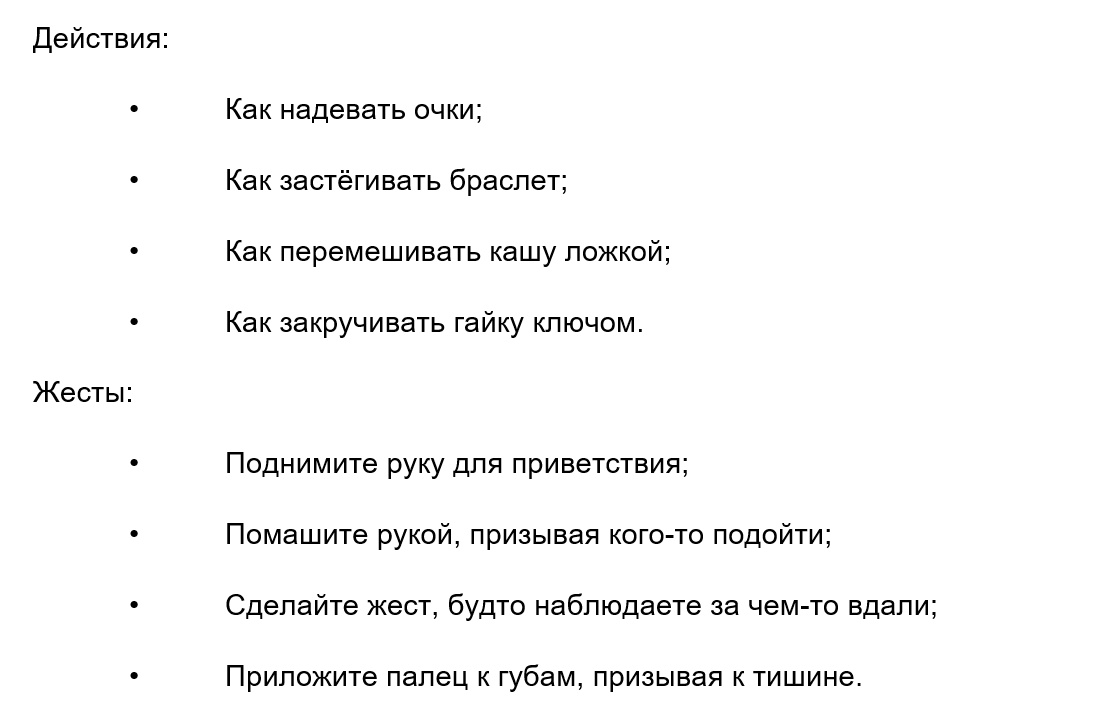 Действия:
• Как надевать очки;
• Как застёгивать браслет;
• Как перемешивать кашу ложкой;
• Как закручивать гайку ключом.
Жесты:
• Поднимите руку для приветствия;
• Помашите рукой, призывая кого-то подойти;
• Сделайте жест, будто наблюдаете за чем-то вдали;
• Приложите палец к губам, призывая к тишине.